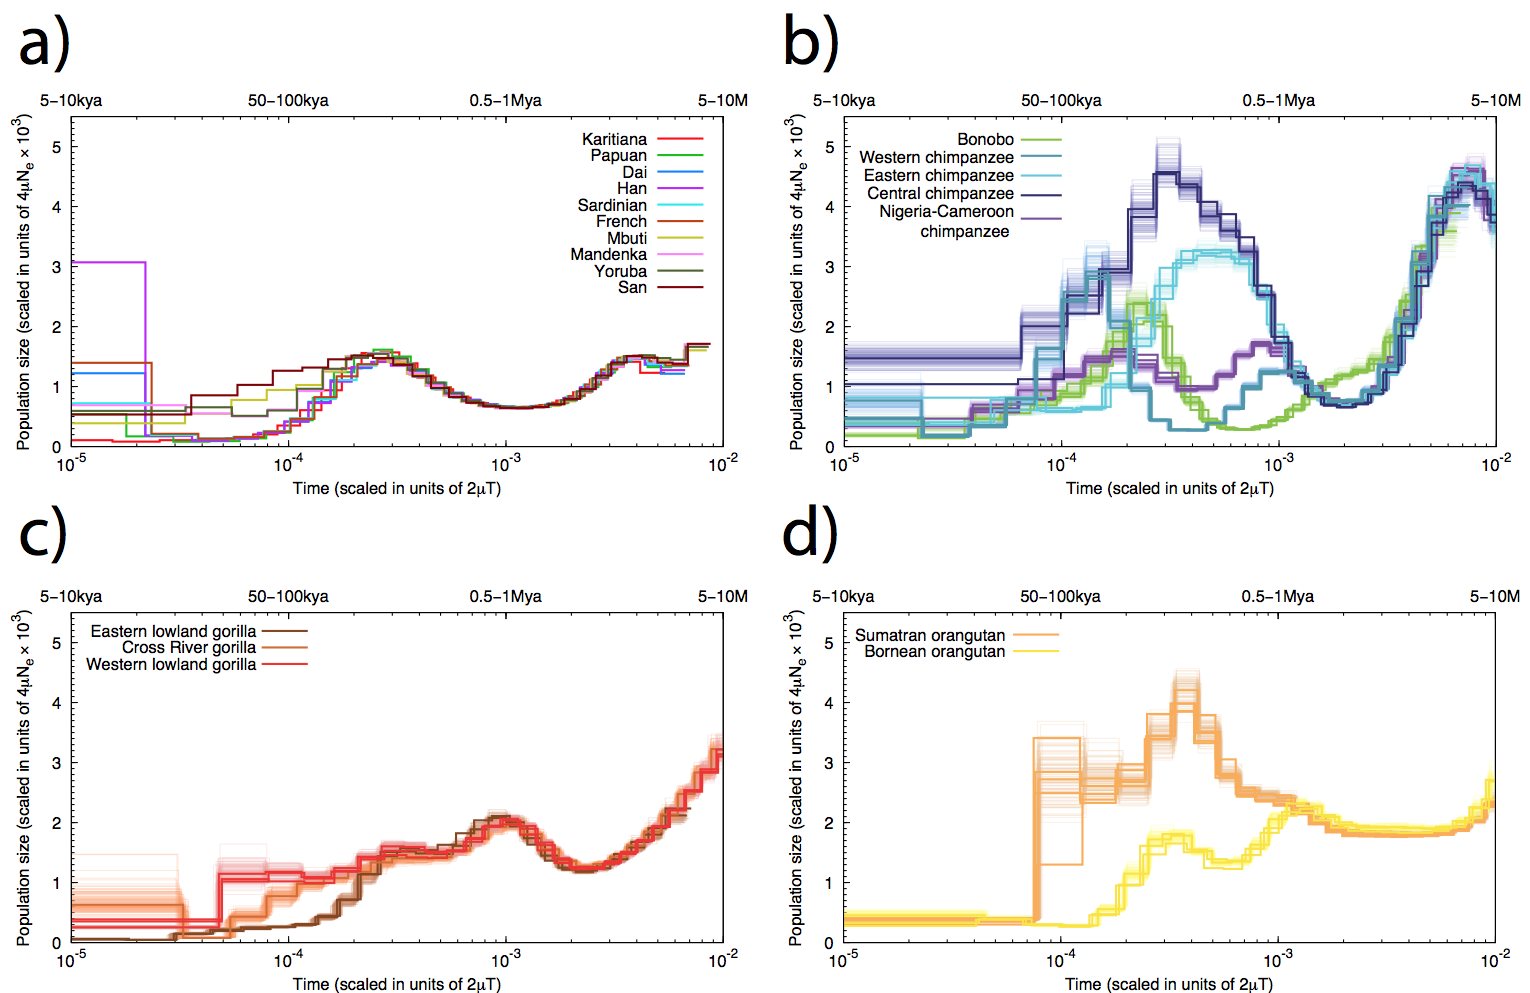 a)
5−10kya 50−100kya 0.5−1Mya 5−10M
Population size (scaled in units of 4μNe × 10³)
5
4
3
2
1
0
Karitiana
Papuan
Dai
Han
Sardinian
French
Mbuti
Mandenka
Yoruba
San
10⁻⁵ 10⁻⁴ 10⁻³ 10⁻²
Time (scaled in units of 2μT)
b)
5−10kya 50−100kya 0.5−1Mya 5−10M
Population size (scaled in units of 4μNe × 10³)
5
4
3
2
1
0
Bonobo
Western chimpanzee
Eastern chimpanzee
Central chimpanzee
Nigeria-Cameroon
chimpanzee
10⁻⁵ 10⁻⁴ 10⁻³ 10⁻²
Time (scaled in units of 2μT)
c)
5−10kya 50−100kya 0.5−1Mya 5−10M
Population size (scaled in units of 4μNe × 10³)
5
4
3
2
1
0
Eastern lowland gorilla
Cross River gorilla
Western lowland gorilla
10⁻⁵ 10⁻⁴ 10⁻³ 10⁻²
Time (scaled in units of 2μT)
d)
5−10kya 50−100kya 0.5−1Mya 5−10M
Population size (scaled in units of 4μNe × 10³)
5
4
3
2
1
0
Sumatran orangutan
Bornean orangutan
10⁻⁵ 10⁻⁴ 10⁻³ 10⁻²
Time (scaled in units of 2μT)